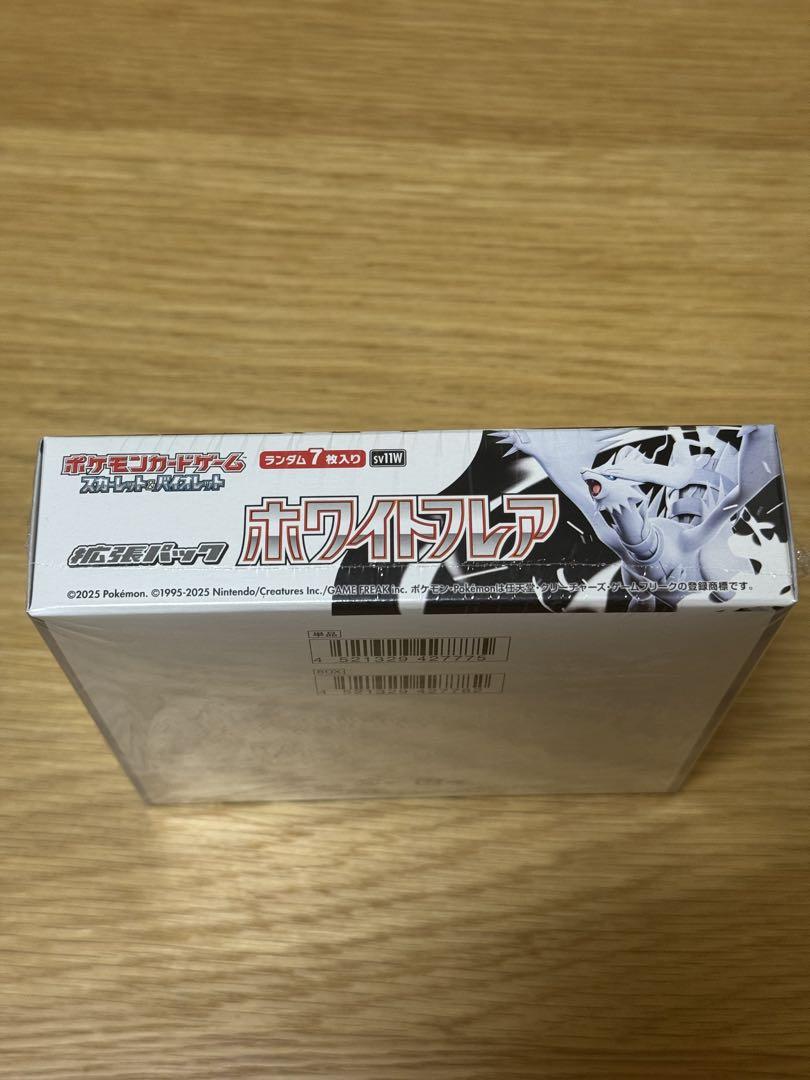 ポケモンカードゲーム
スカーレット&バイオレット
ランダム7枚入り SV11W
拡張パック ホワイトフレア
©2025 Pokémon. ©1995-2025 Nintendo/Creatures Inc./GAME FREAK inc. ポケモン・Pokémonは任天堂・クリーチャーズ・ゲームフリークの登録商標です。
単品
4 521329 427775
BOX